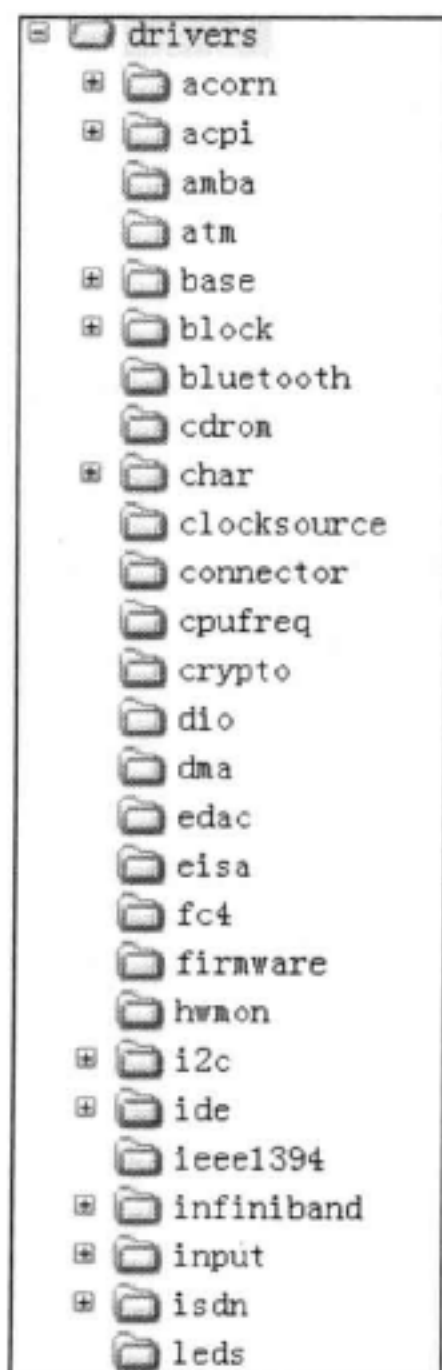 drivers
acorn
acpi
amba
atm
base
block
bluetooth
cdrom
char
clocksource
connector
cpufreq
crypto
dio
dma
edac
eisa
fc4
firmware
hwmon
i2c
ide
ieee1394
infiniband
input
isdn
leds